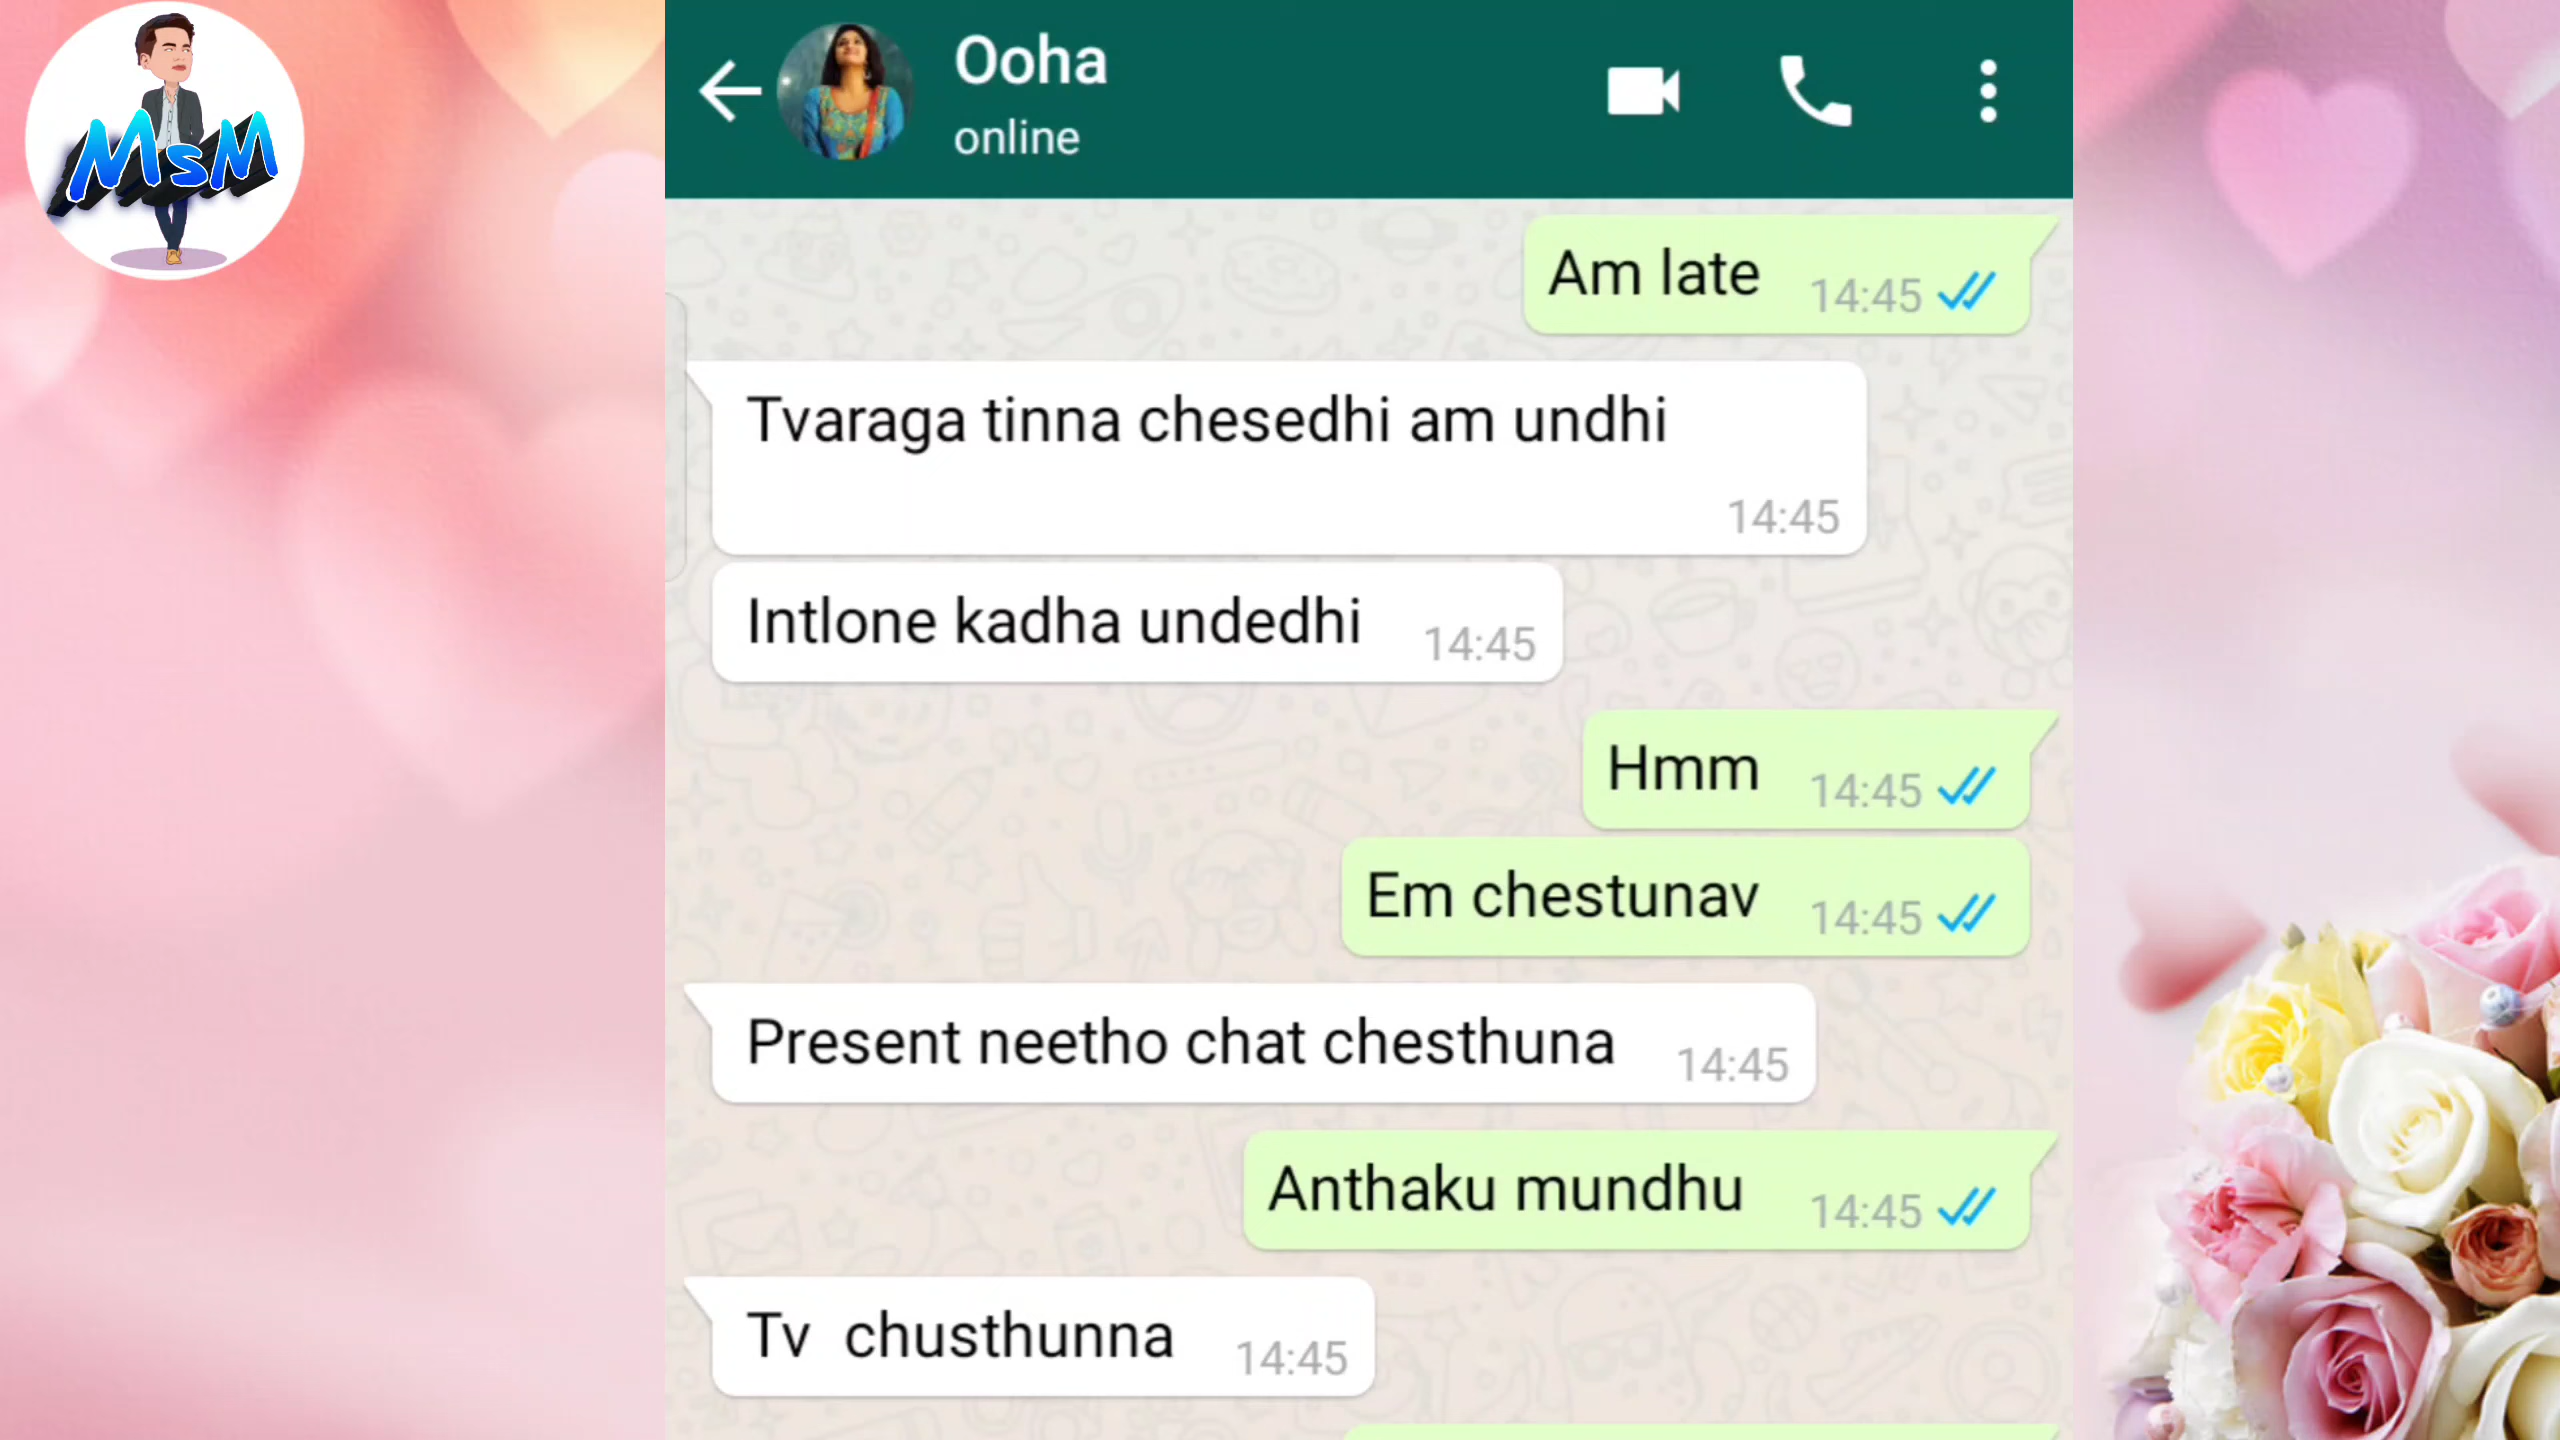 MsM
Ooha
online
Am late 14:45
Tvaraga tinna chesedhi am undhi
14:45
Intlone kadha undedhi 14:45
Hmm 14:45
Em chestunav 14:45
Present neetho chat chesthuna 14:45
Anthaku mundhu 14:45
Tv chusthunna 14:45